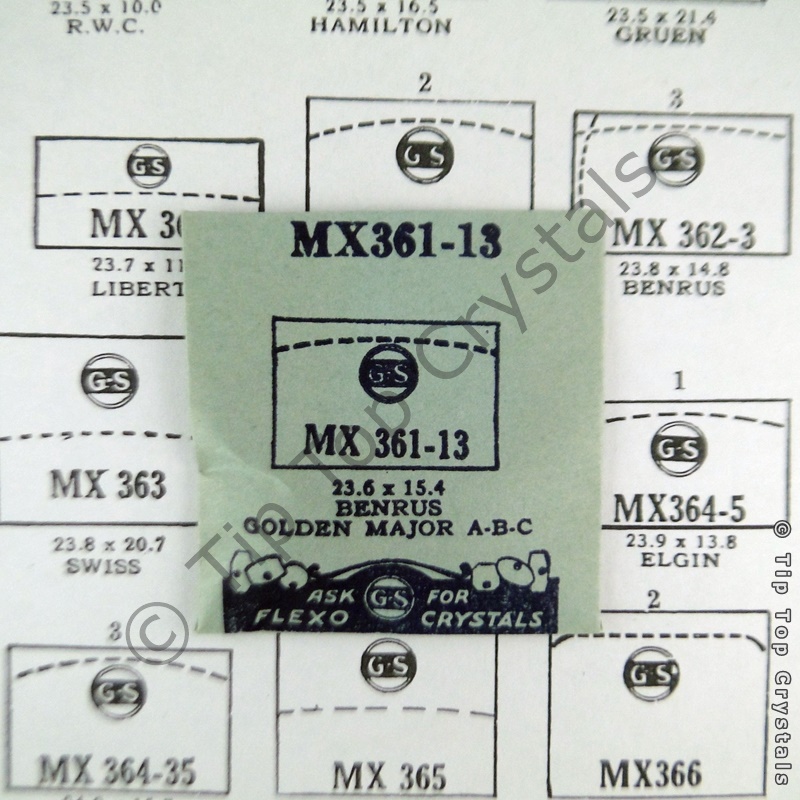 23.5 x 10.0
R.W.C.
23.5 x 16.5
HAMILTON
23.5 x 21.4
GRUEN
2
3
G-S
G-S
G-S
MX 36
MX 362-3
23.7 x 11
LIBERT
23.8 x 14.8
BENRUS
MX361-13
G-S
MX 361-13
23.6 x 15.4
BENRUS
GOLDEN MAJOR A-B-C
ASK G-S FOR
FLEXO CRYSTALS
G-S
MX 363
23.8 x 20.7
SWISS
1
G-S
MX364-5
23.9 x 13.8
ELGIN
3
G-S
MX 364-35
G-S
MX 365
2
G-S
MX366
© Tip Top Crystals
© Tip Top Crystals